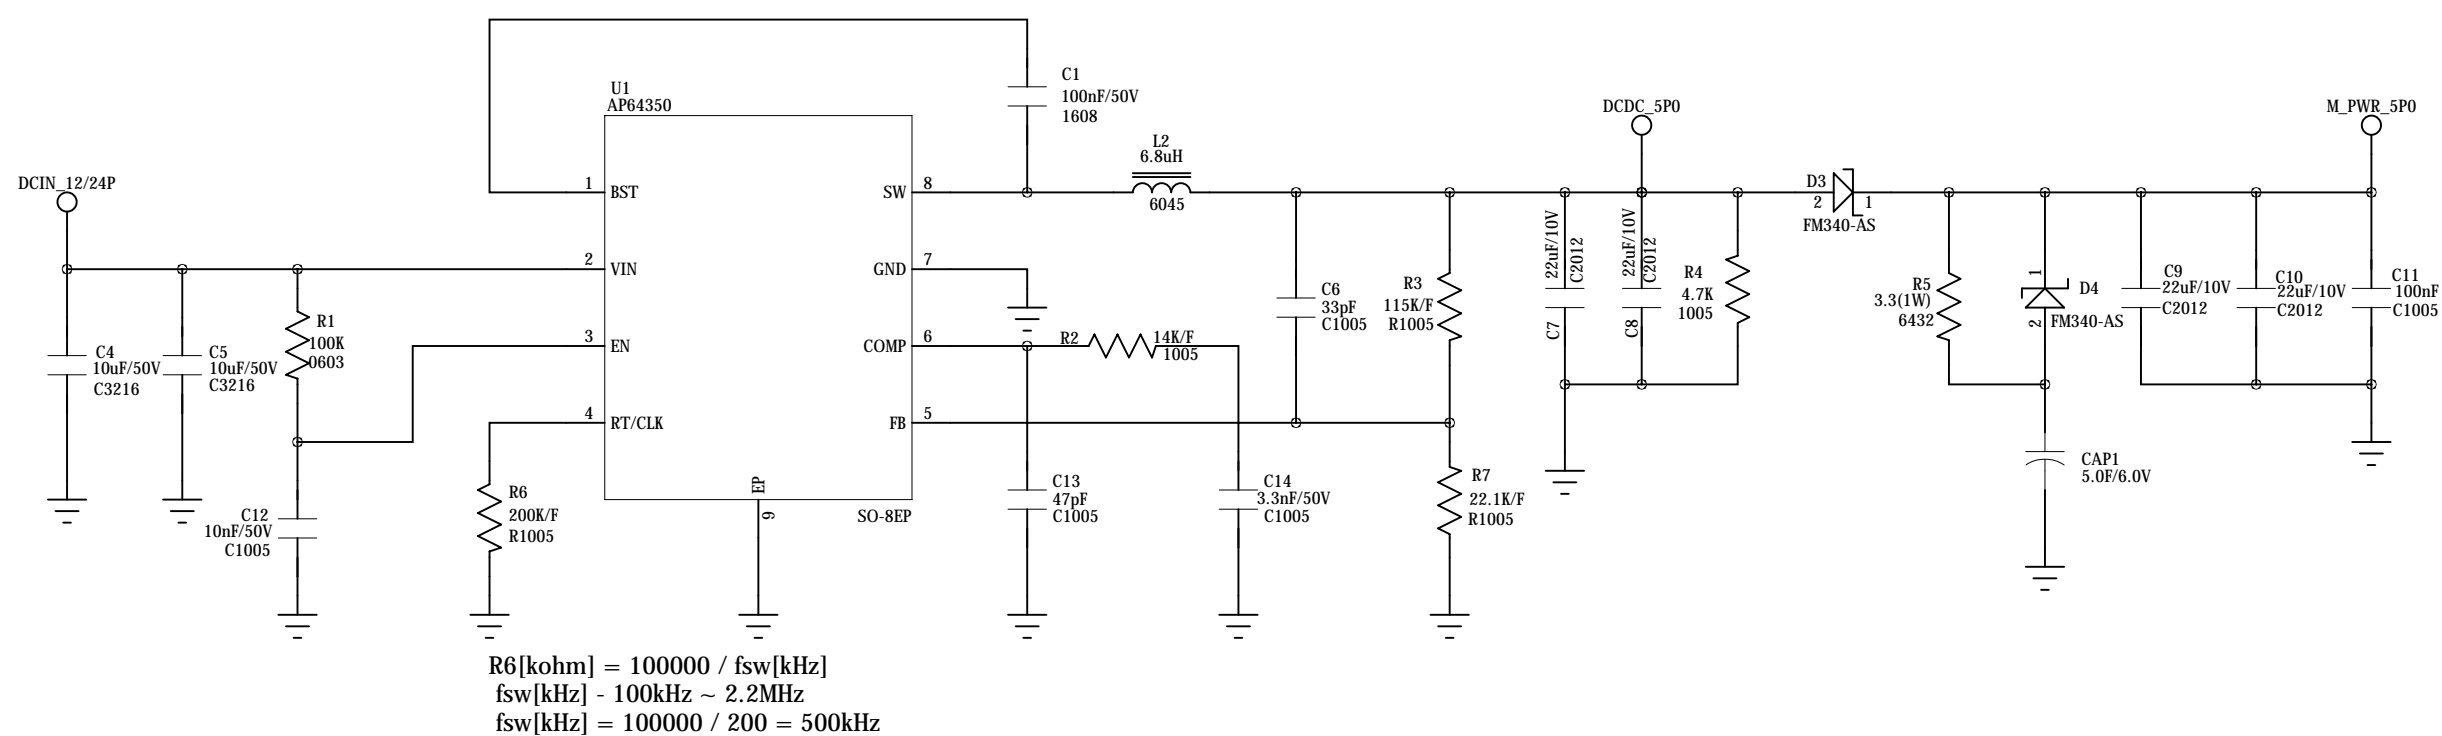 C1
100nF/50V
1608
U1
AP64350
DCDC_5P0
M_PWR_5P0
L2
6.8uH
6045
DCIN_12/24P
1
BST
SW
8
D3
2
1
FM340-AS
22uF/10V
C2012
C7
22uF/10V
C2012
C8
2
VIN
GND
7
R4
4.7K
1005
R3
115K/F
R1005
C6
33pF
C1005
R5
3.3(1W)
6432
1
D4
2
FM340-AS
C9
22uF/10V
C2012
C10
22uF/10V
C2012
C11
100nF
C1005
R1
100K
0603
3
EN
COMP
6
R2
14K/F
1005
C4
10uF/50V
C3216
C5
10uF/50V
C3216
4
RT/CLK
FB
5
CAP1
5.0F/6.0V
EP
9
SO-8EP
R6
200K/F
R1005
C12
10nF/50V
C1005
C13
47pF
C1005
C14
3.3nF/50V
C1005
R7
22.1K/F
R1005
R6[kohm] = 100000 / fsw[kHz]
fsw[kHz] - 100kHz ~ 2.2MHz
fsw[kHz] = 100000 / 200 = 500kHz